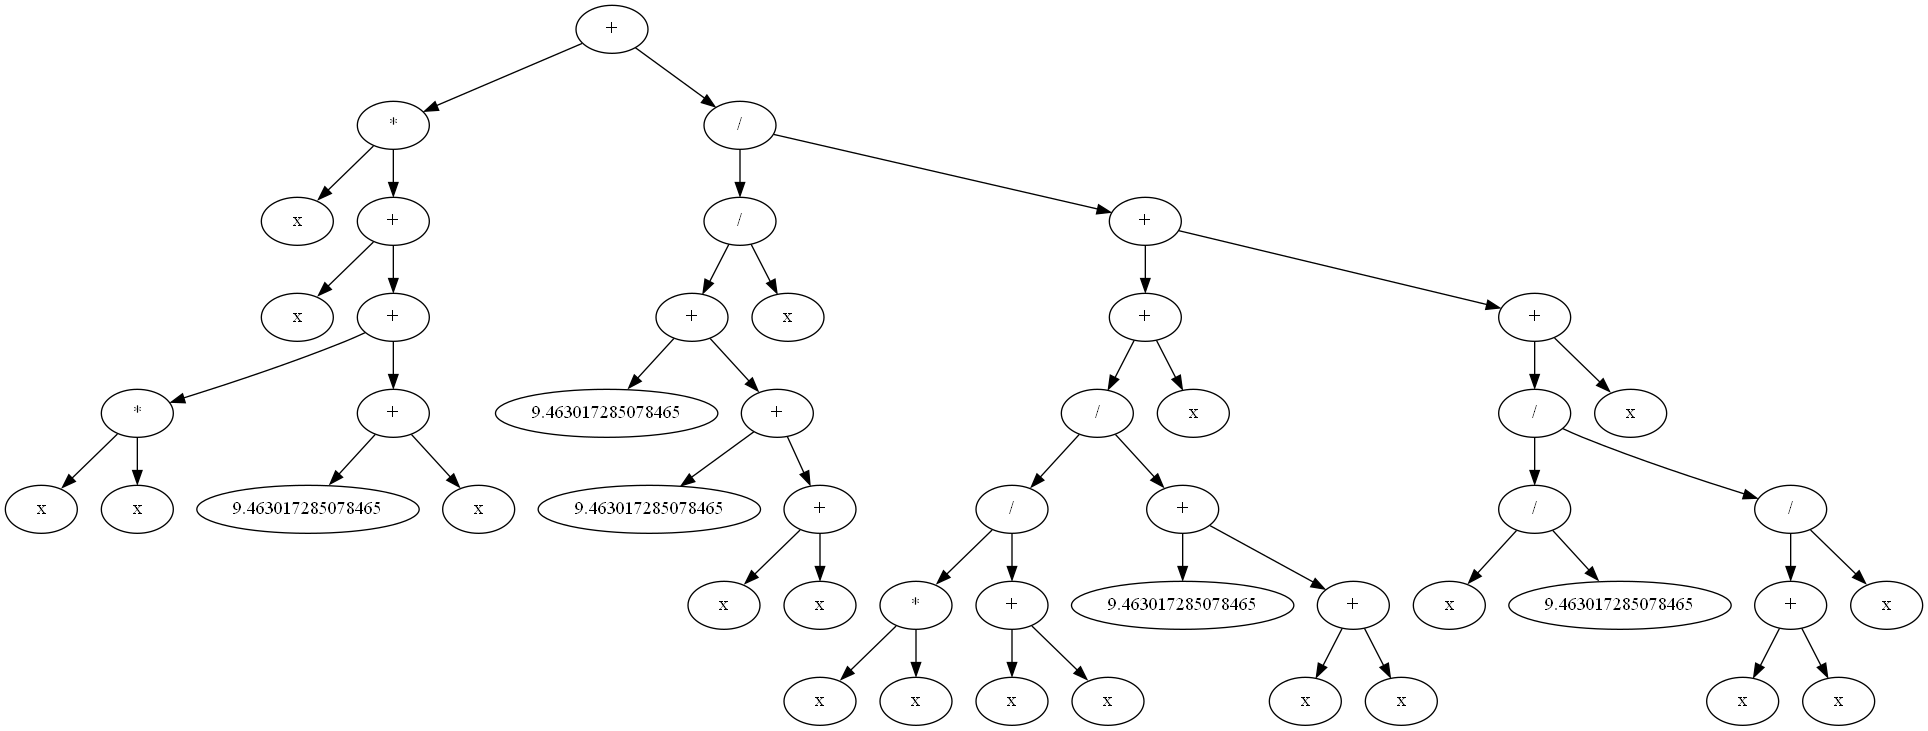 +
* /
x + / +
x + + x + +
* + 9.463017285078465 + / x / x
x x 9.463017285078465 x 9.463017285078465 + / + / /
x x * + 9.463017285078465 + x 9.463017285078465 + x
x x x x x x x x